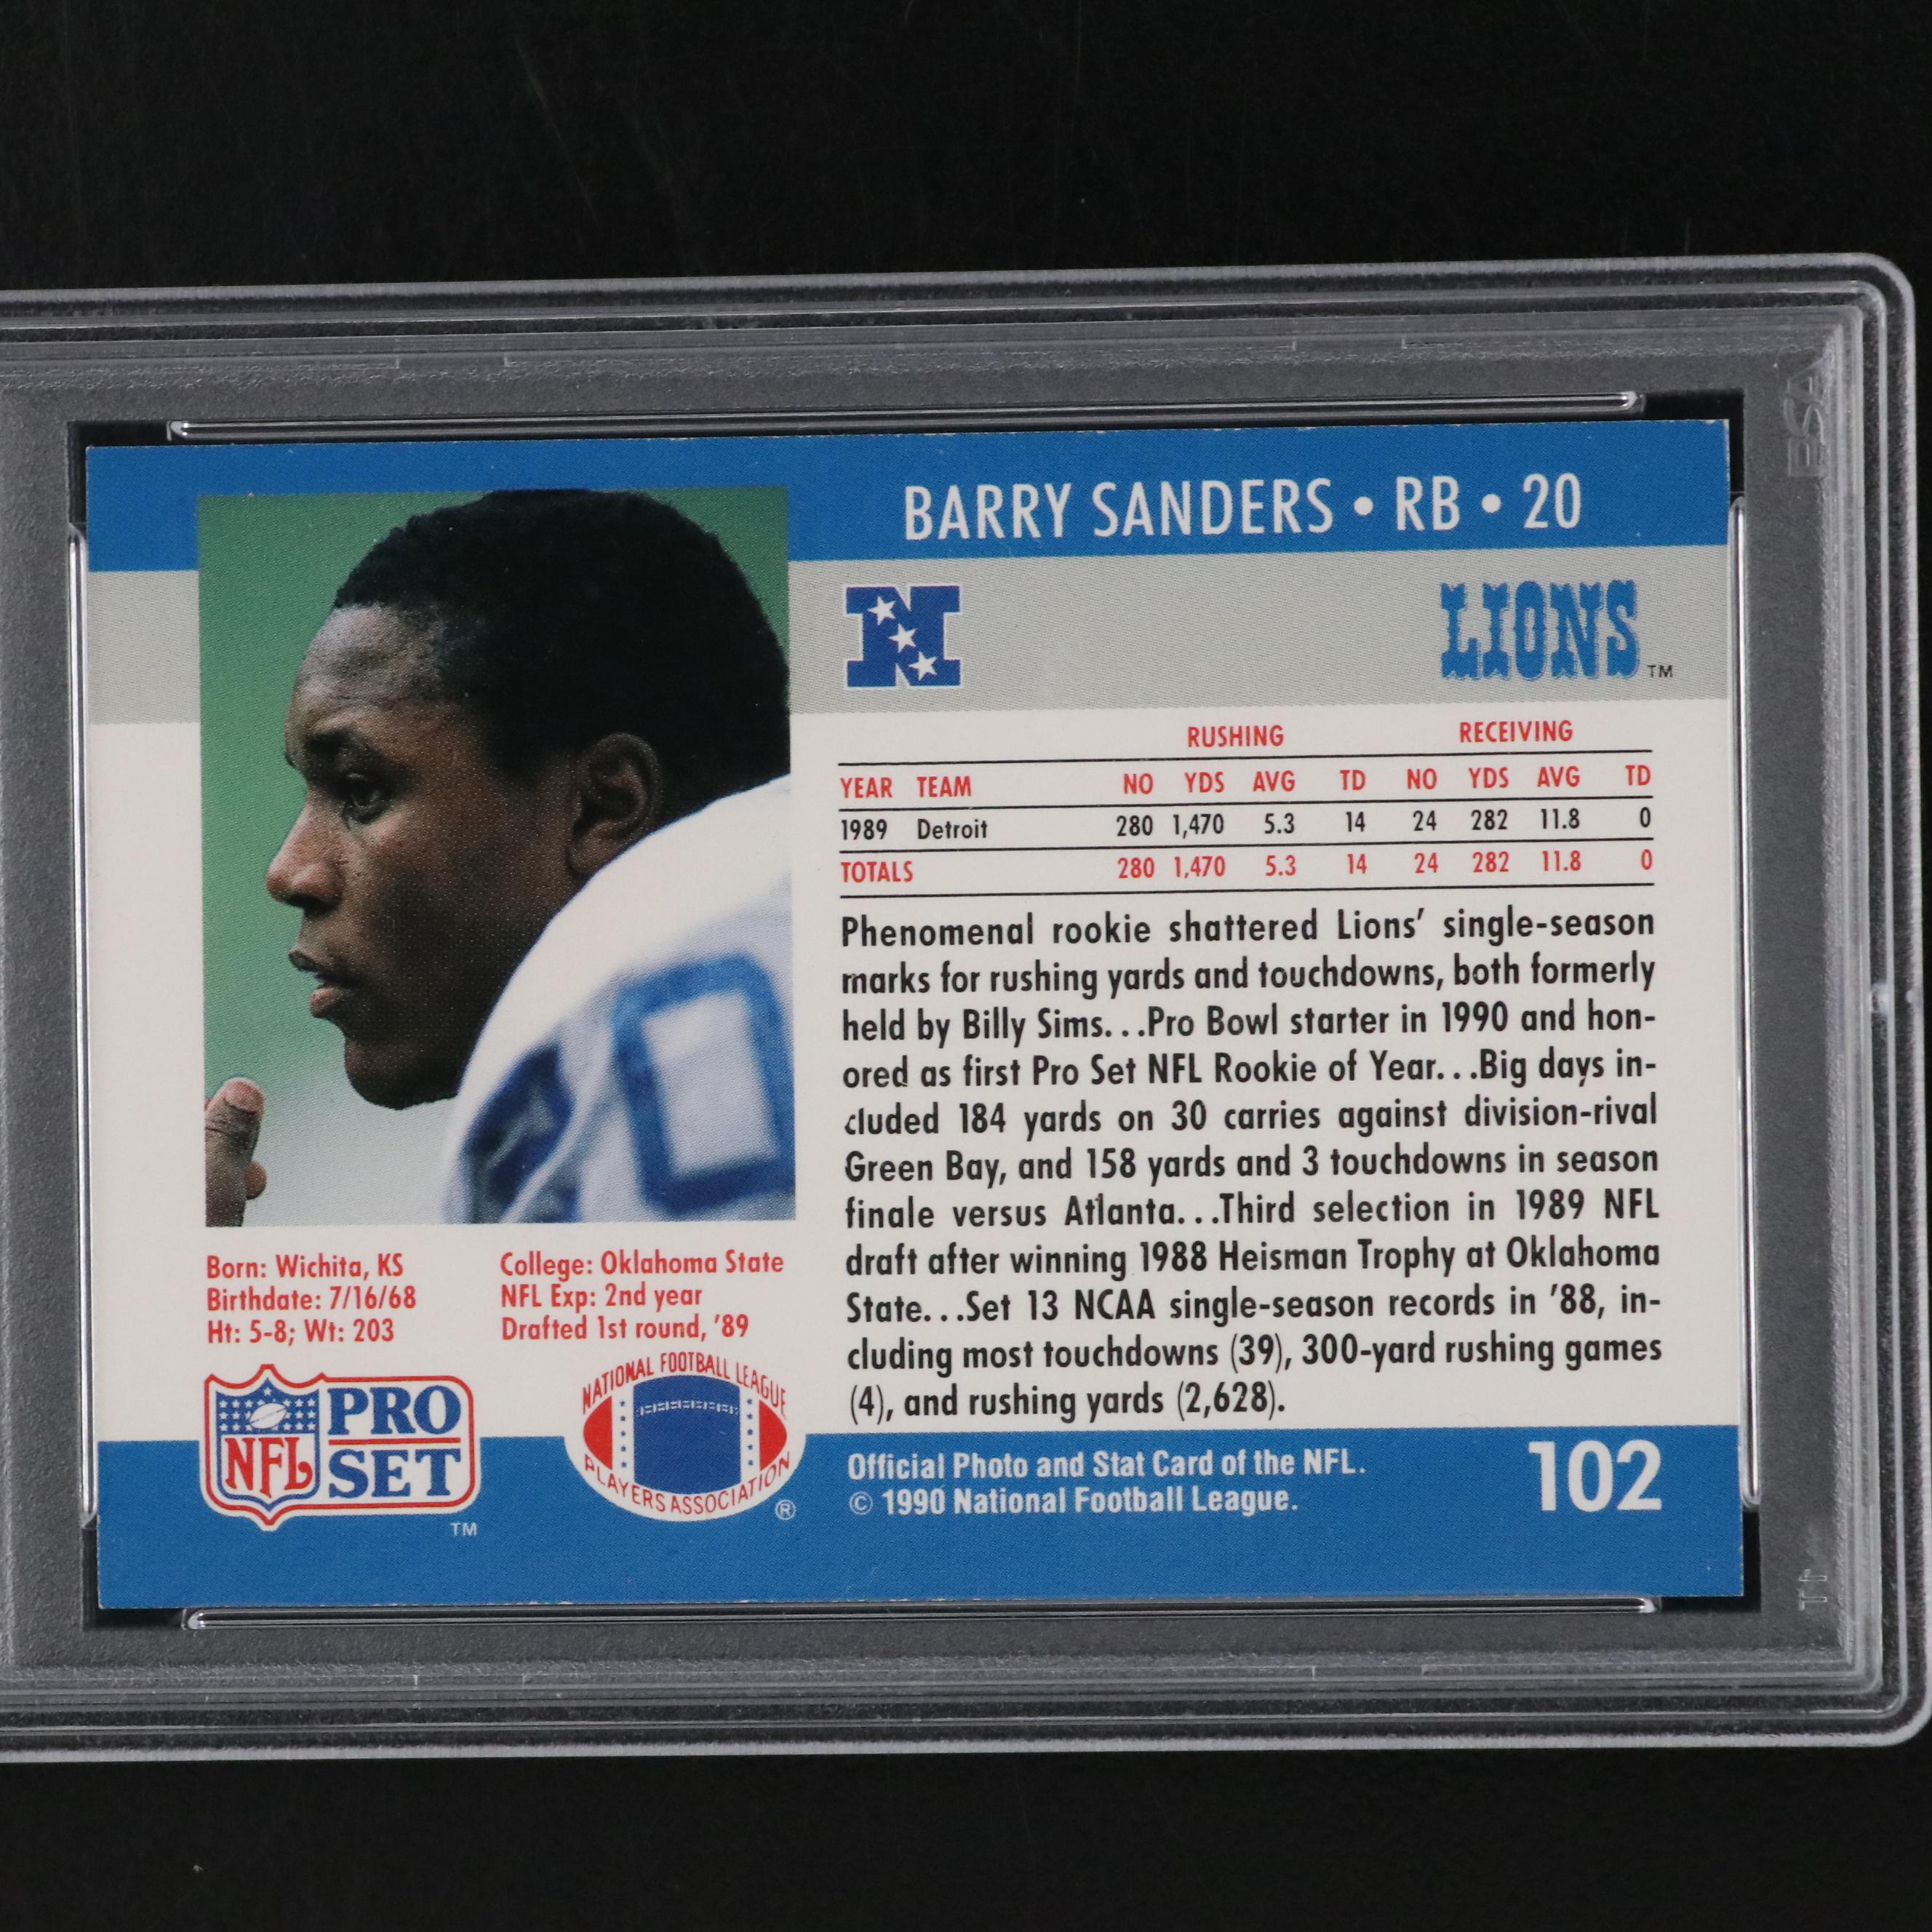 BARRY SANDERS • RB • 20
N
LIONS™
RUSHING RECEIVING
YEAR TEAM NO YDS AVG TD NO YDS AVG TD
1989 Detroit 280 1,470 5.3 14 24 282 11.8 0
TOTALS 280 1,470 5.3 14 24 282 11.8 0
Phenomenal rookie shattered Lions' single-season
marks for rushing yards and touchdowns, both formerly
held by Billy Sims...Pro Bowl starter in 1990 and hon-
ored as first Pro Set NFL Rookie of Year...Big days in-
cluded 184 yards on 30 carries against division-rival
Green Bay, and 158 yards and 3 touchdowns in season
finale versus Atlanta...Third selection in 1989 NFL
draft after winning 1988 Heisman Trophy at Oklahoma
State...Set 13 NCAA single-season records in '88, in-
cluding most touchdowns (39), 300-yard rushing games
(4), and rushing yards (2,628).
Born: Wichita, KS
Birthdate: 7/16/68
Ht: 5-8; Wt: 203
College: Oklahoma State
NFL Exp: 2nd year
Drafted 1st round, '89
NFL PRO SET ™
NATIONAL FOOTBALL LEAGUE
PLAYERS ASSOCIATION ®
Official Photo and Stat Card of the NFL.
© 1990 National Football League.
102
PSA